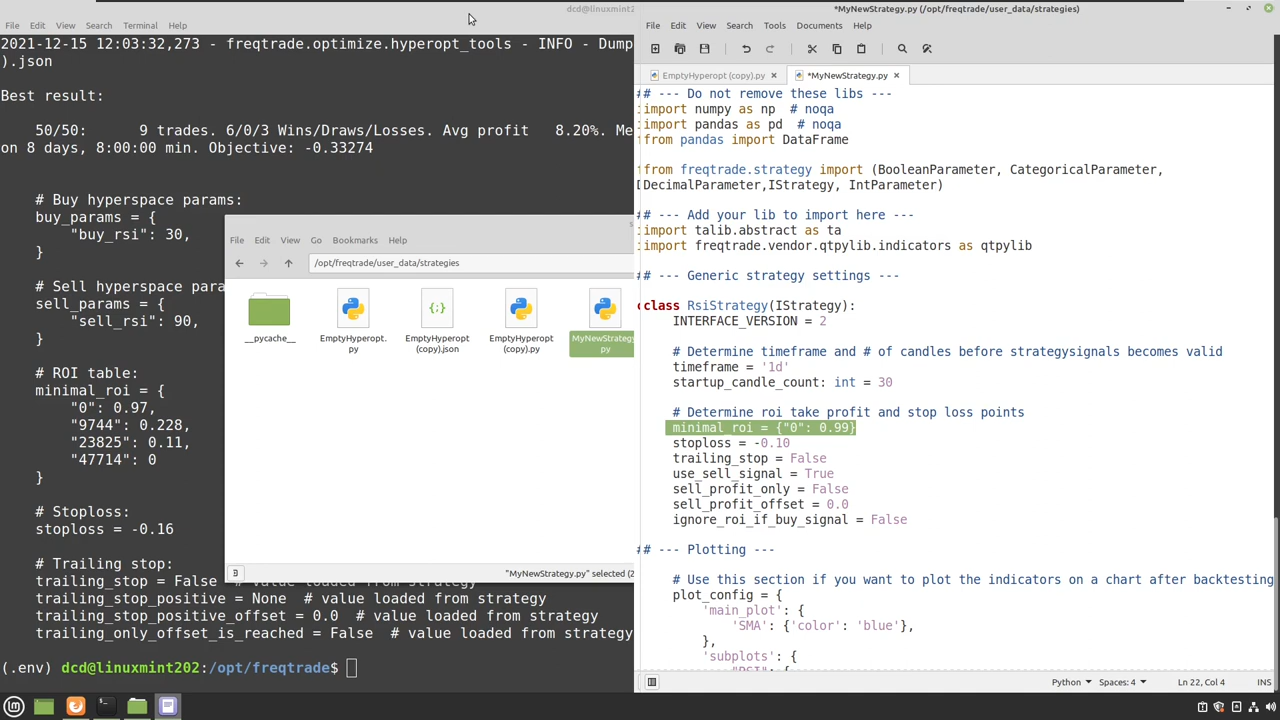 dcd@linuxmint2
File Edit View Search Terminal Help
2021-12-15 12:03:32,273 - freqtrade.optimize.hyperopt_tools - INFO - Dump
).json
Best result:
50/50: 9 trades. 6/0/3 Wins/Draws/Losses. Avg profit 8.20%. Me
on 8 Days, 8:00:00 min. Objective: -0.33274
# Buy hyperspace params:
buy_params = {
"buy_rsi": 30,
}
# Sell hyperspace para
sell_params = {
"sell_rsi": 90,
}
# ROI table:
minimal_roi = {
"0": 0.97,
"9744": 0.228,
"23825": 0.11,
"47714": 0
}
# Stoploss:
stoploss = -0.16
# Trailing stop:
trailing_stop = False # value loaded from strategy
trailing_stop_positive = None # value loaded from strategy
trailing_stop_positive_offset = 0.0 # value loaded from strategy
trailing_only_offset_is_reached = False # value loaded from strategy
(.env) dcd@linuxmint202:/opt/freqtrade$
File Edit View Go Bookmarks Help
/opt/freqtrade/user_data/strategies
__pycache__
EmptyHyperopt.
py
EmptyHyperopt
(copy).json
EmptyHyperopt
(copy).py
MyNewStrategy
py
"MyNewStrategy.py" selected (2
*MyNewStrategy.py (/opt/freqtrade/user_data/strategies)
File Edit View Search Tools Documents Help
EmptyHyperopt (copy).py
*MyNewStrategy.py
## --- Do not remove these libs ---
import numpy as np # noqa
import pandas as pd # noqa
from pandas import DataFrame
from freqtrade.strategy import (BooleanParameter, CategoricalParameter,
DecimalParameter,IStrategy, IntParameter)
## --- Add your lib to import here ---
import talib.abstract as ta
import freqtrade.vendor.qtpylib.indicators as qtpylib
## --- Generic strategy settings ---
class RsiStrategy(IStrategy):
INTERFACE_VERSION = 2
# Determine timeframe and # of candles before strategysignals becomes valid
timeframe = '1d'
startup_candle_count: int = 30
# Determine roi take profit and stop loss points
minimal_roi = {"0": 0.99}
stoploss = -0.10
trailing_stop = False
use_sell_signal = True
sell_profit_only = False
sell_profit_offset = 0.0
ignore_roi_if_buy_signal = False
## --- Plotting ---
# Use this section if you want to plot the indicators on a chart after backtesting
plot_config = {
'main_plot': {
'SMA': {'color': 'blue'},
},
'subplots': {
"RSI": {
Python Spaces: 4 Ln 22, Col 4 INS